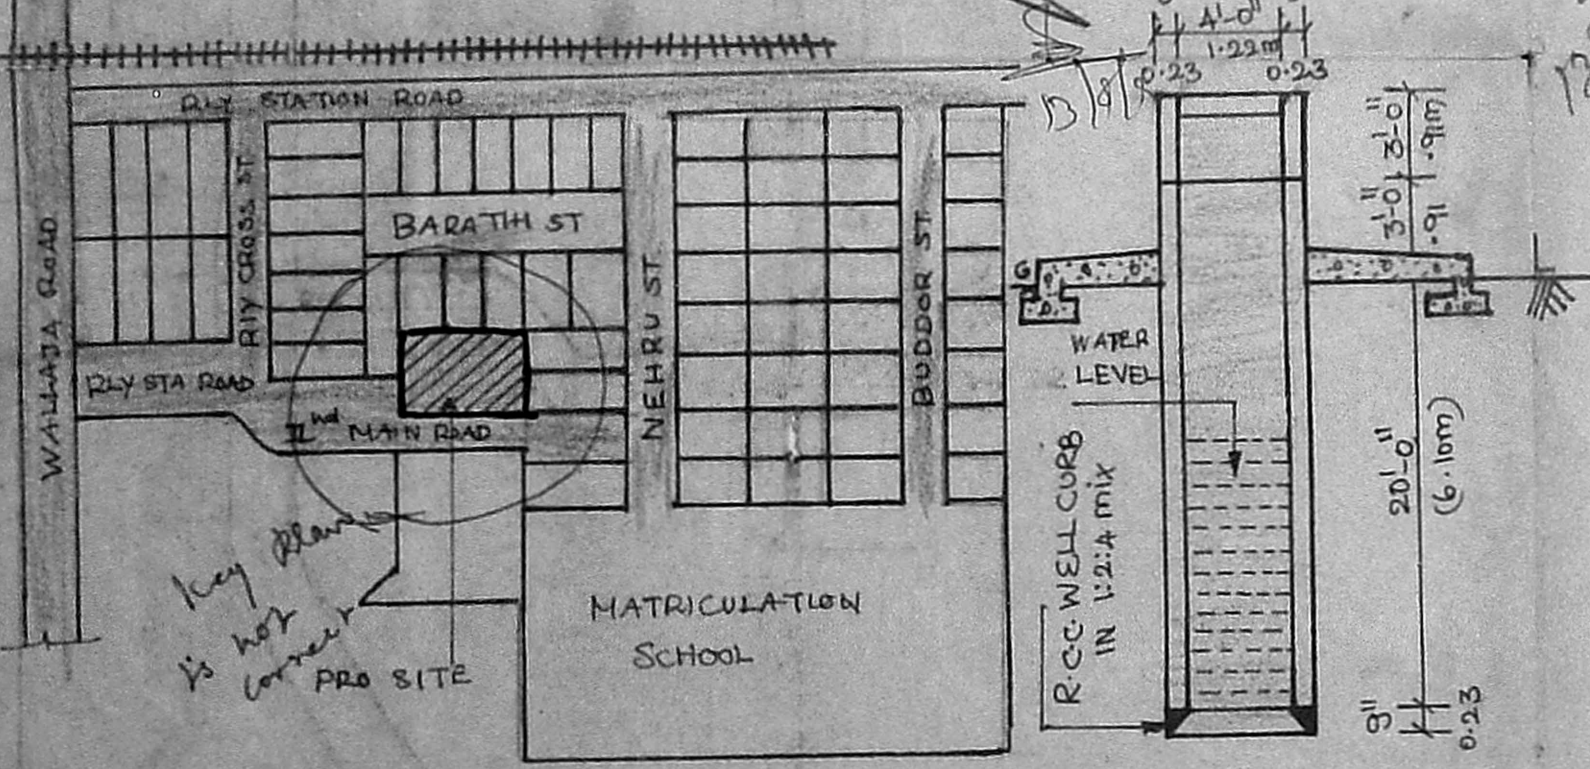 RLY STATION ROAD
WALLAJA ROAD
RLY CROSS ST
BARATHI ST
NEHRU ST.
BUDDOR ST.
RLY STA ROAD
IInd MAIN ROAD
Key plan
is not
correct
PRO SITE
MATRICULATION
SCHOOL
4'-0"
1.22m
0.23 0.23
3'-0"
.91m
3'-0"
.91
G
WATER
LEVEL
R.C.C. WELL CURB
IN 1:2:4 mix
20'-0"
(6.10m)
9"
0.23